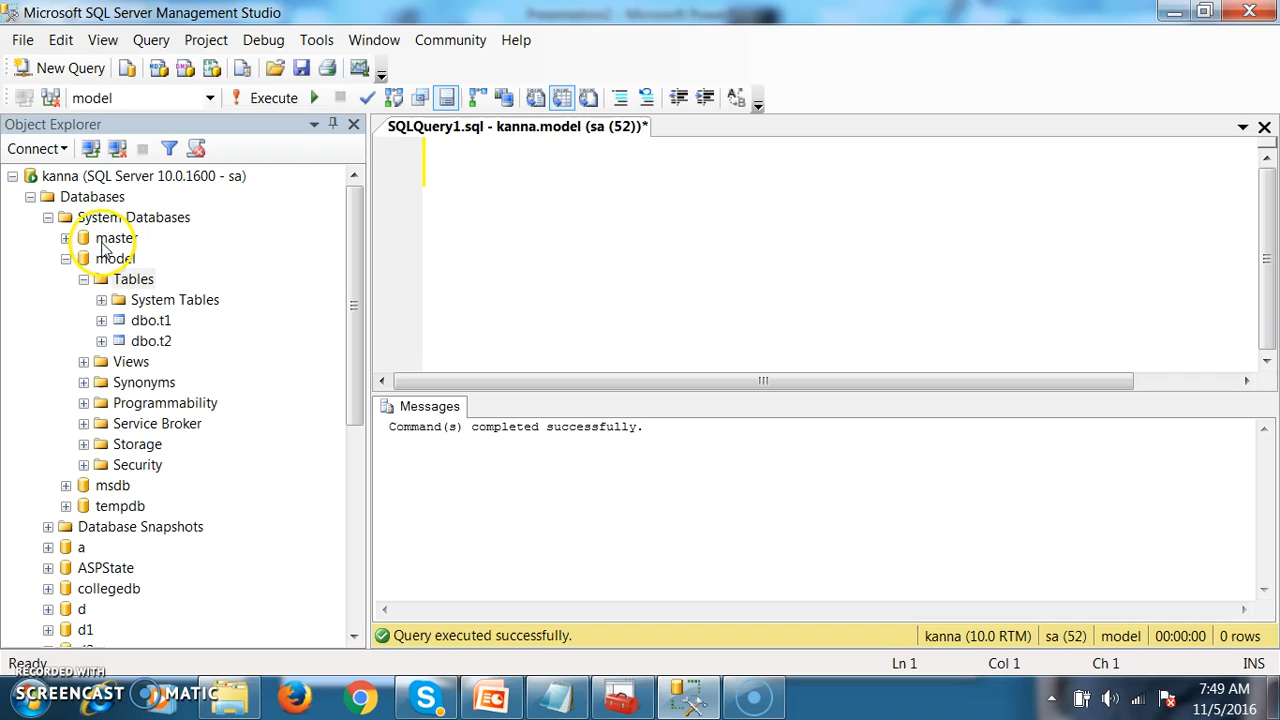 Microsoft SQL Server Management Studio
File Edit View Query Project Debug Tools Window Community Help
New Query
model Execute
Object Explorer
SQLQuery1.sql - kanna.model (sa (52))*
Connect
kanna (SQL Server 10.0.1600 - sa)
Databases
System Databases
master
model
Tables
System Tables
dbo.t1
dbo.t2
Views
Synonyms
Programmability
Service Broker
Storage
Security
msdb
tempdb
Database Snapshots
a
ASPState
collegedb
d
d1
Messages
Command(s) completed successfully.
Query executed successfully. kanna (10.0 RTM) sa (52) model 00:00:00 0 rows
Ready Ln 1 Col 1 Ch 1 INS
RECORDED WITH
SCREENCAST MATIC
7:49 AM
11/5/2016